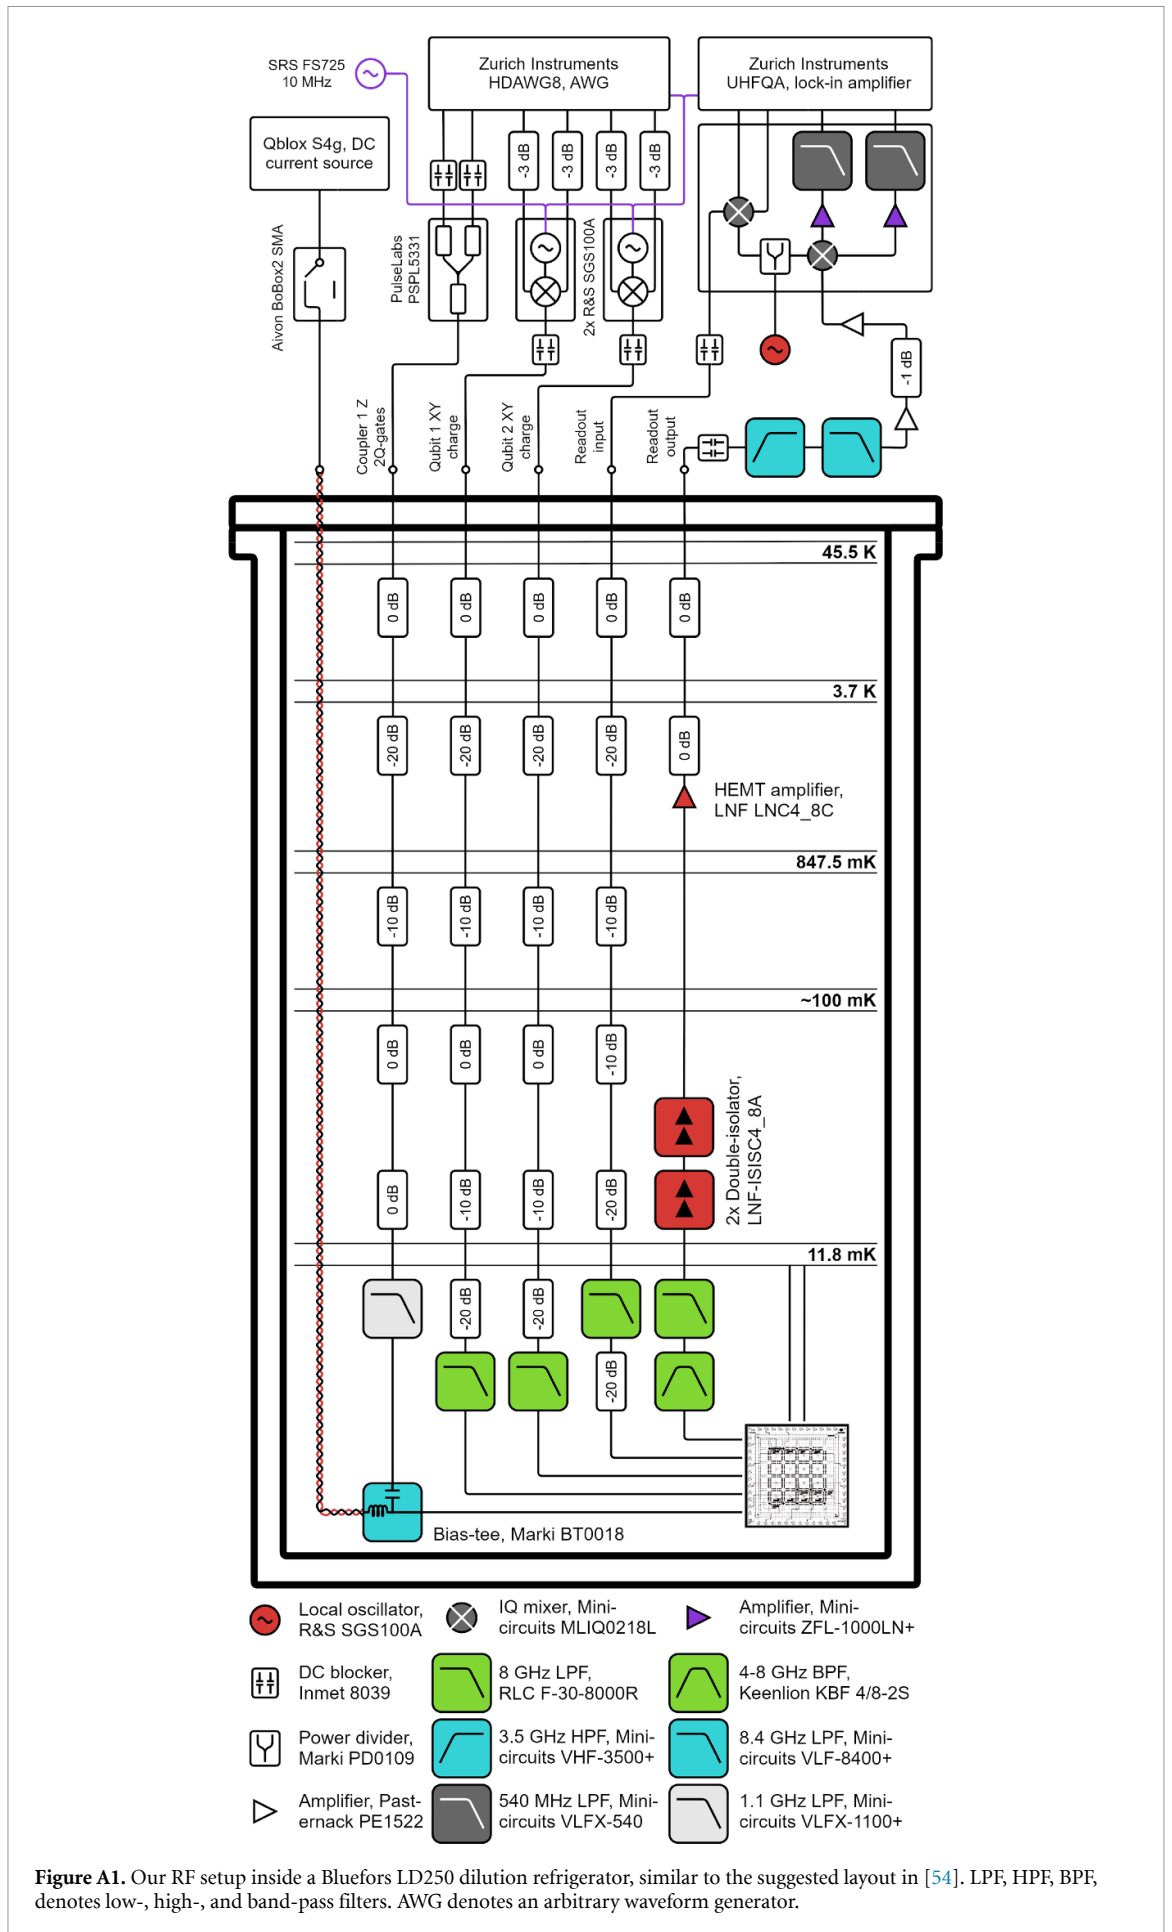 SRS FS725
10 MHz
Zurich Instruments
HDAWG8, AWG
Zurich Instruments
UHFQA, lock-in amplifier
Qblox S4g, DC
current source
-3 dB
-3 dB
-3 dB
-3 dB
Aivon BoBox2 SMA
PulseLabs
PSPL5331
2x R&S SGS100A
-1 dB
Coupler 1 Z
2Q-gates
Qubit 1 XY
charge
Qubit 2 XY
charge
Readout
input
Readout
output
45.5 K
0 dB
0 dB
0 dB
0 dB
0 dB
3.7 K
-20 dB
-20 dB
-20 dB
-20 dB
0 dB
HEMT amplifier,
LNF LNC4_8C
847.5 mK
-10 dB
-10 dB
-10 dB
-10 dB
~100 mK
0 dB
0 dB
0 dB
-10 dB
2x Double-isolator,
LNF-ISISC4_8A
0 dB
-10 dB
-10 dB
-20 dB
11.8 mK
-20 dB
-20 dB
-20 dB
Bias-tee, Marki BT0018
Local oscillator,
R&S SGS100A
IQ mixer, Mini-
circuits MLIQ0218L
Amplifier, Mini-
circuits ZFL-1000LN+
DC blocker,
Inmet 8039
8 GHz LPF,
RLC F-30-8000R
4-8 GHz BPF,
Keenlion KBF 4/8-2S
Power divider,
Marki PD0109
3.5 GHz HPF, Mini-
circuits VHF-3500+
8.4 GHz LPF, Mini-
circuits VLF-8400+
Amplifier, Past-
ernack PE1522
540 MHz LPF, Mini-
circuits VLFX-540
1.1 GHz LPF, Mini-
circuits VLFX-1100+
Figure A1. Our RF setup inside a Bluefors LD250 dilution refrigerator, similar to the suggested layout in [54]. LPF, HPF, BPF,
denotes low-, high-, and band-pass filters. AWG denotes an arbitrary waveform generator.